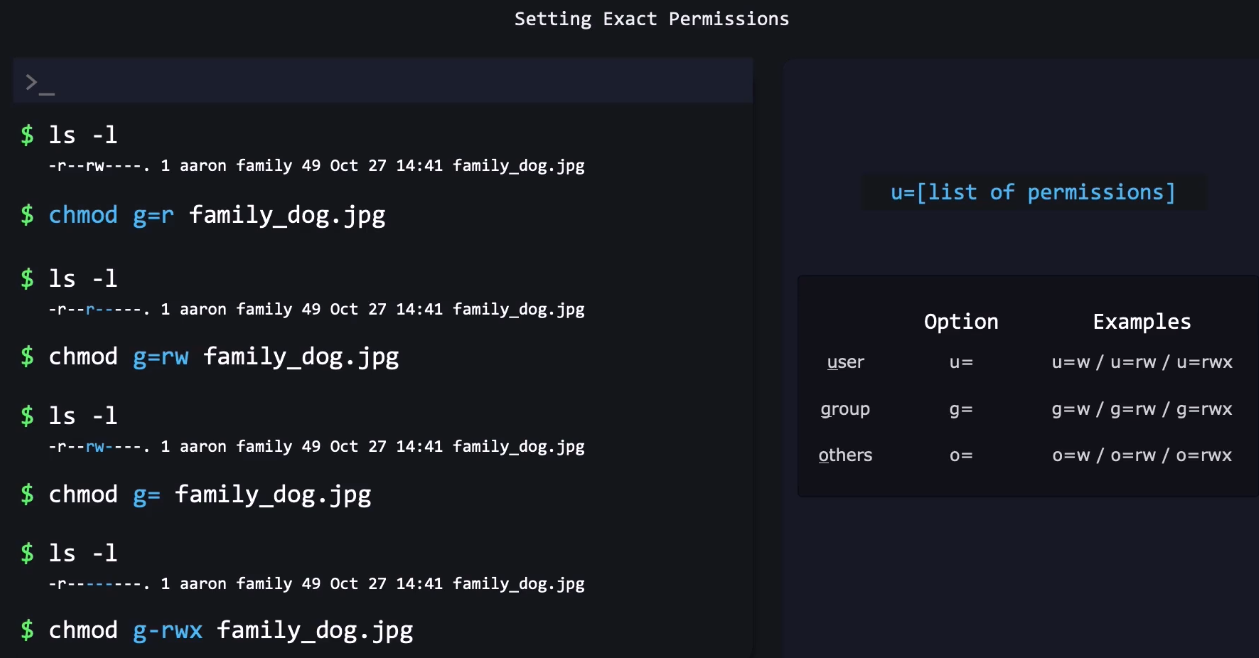 Setting Exact Permissions
>_
$ ls -l
-r--rw----. 1 aaron family 49 Oct 27 14:41 family_dog.jpg
$ chmod g=r family_dog.jpg
$ ls -l
-r--r-----. 1 aaron family 49 Oct 27 14:41 family_dog.jpg
$ chmod g=rw family_dog.jpg
$ ls -l
-r--rw----. 1 aaron family 49 Oct 27 14:41 family_dog.jpg
$ chmod g= family_dog.jpg
$ ls -l
-r--------. 1 aaron family 49 Oct 27 14:41 family_dog.jpg
$ chmod g-rwx family_dog.jpg
u=[list of permissions]
Option Examples
user u= u=w / u=rw / u=rwx
group g= g=w / g=rw / g=rwx
others o= o=w / o=rw / o=rwx